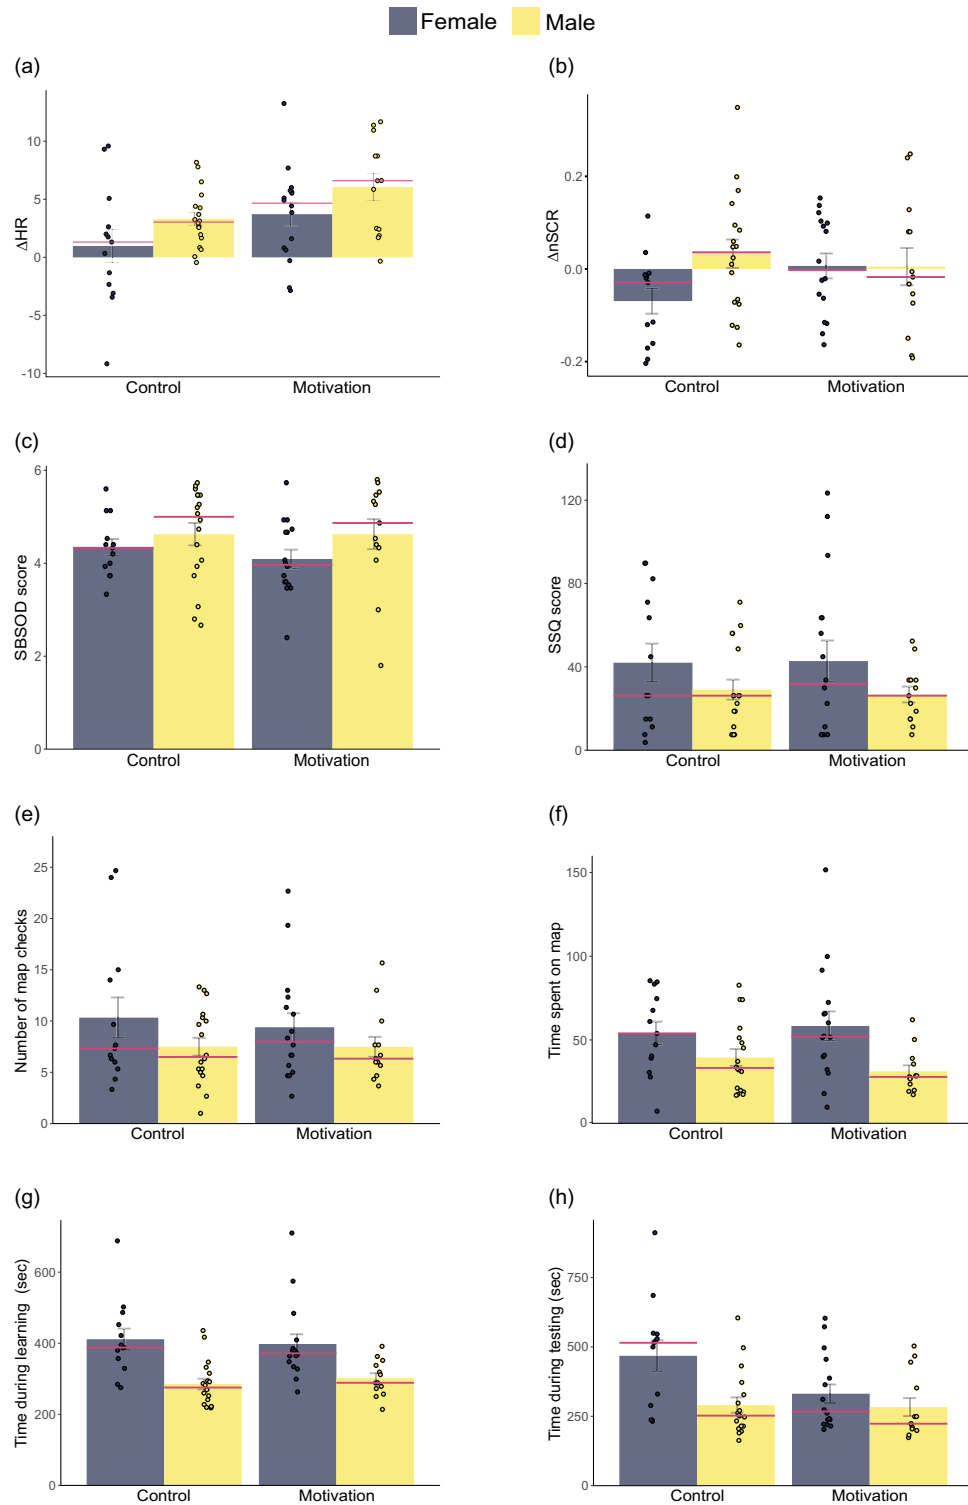 Female Male
(a)
ΔHR
10
5
0
-5
-10
Control Motivation
(b)
ΔnSCR
0.2
0.0
-0.2
Control Motivation
(c)
SBSOD score
6
4
2
0
Control Motivation
(d)
SSQ score
120
80
40
0
Control Motivation
(e)
Number of map checks
25
20
15
10
5
0
Control Motivation
(f)
Time spent on map
150
100
50
0
Control Motivation
(g)
Time during learning (sec)
600
400
200
0
Control Motivation
(h)
Time during testing (sec)
750
500
250
0
Control Motivation